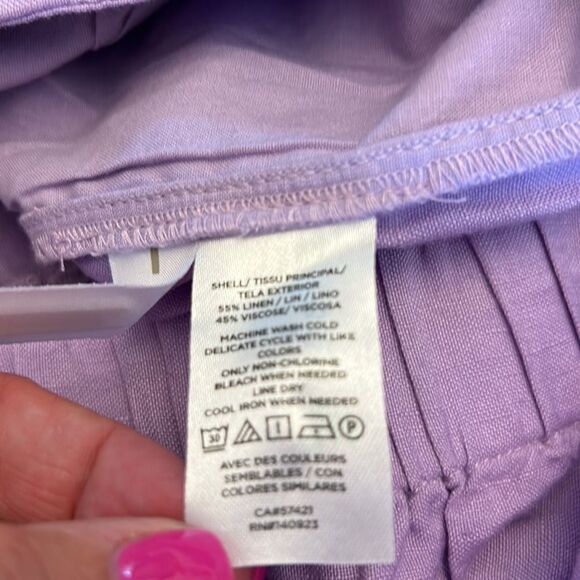 SHELL/ TISSU PRINCIPAL/
TELA EXTERIOR
55% LINEN / LIN / LINO
45% VISCOSE/ VISCOSA
MACHINE WASH COLD
DELICATE CYCLE WITH LIKE
COLORS
ONLY NON-CHLORINE
BLEACH WHEN NEEDED
LINE DRY
COOL IRON WHEN NEEDED
30 P
AVEC DES COULEURS
SEMBLABLES / CON
COLORES SIMILARES
CA#57421
RN#140923